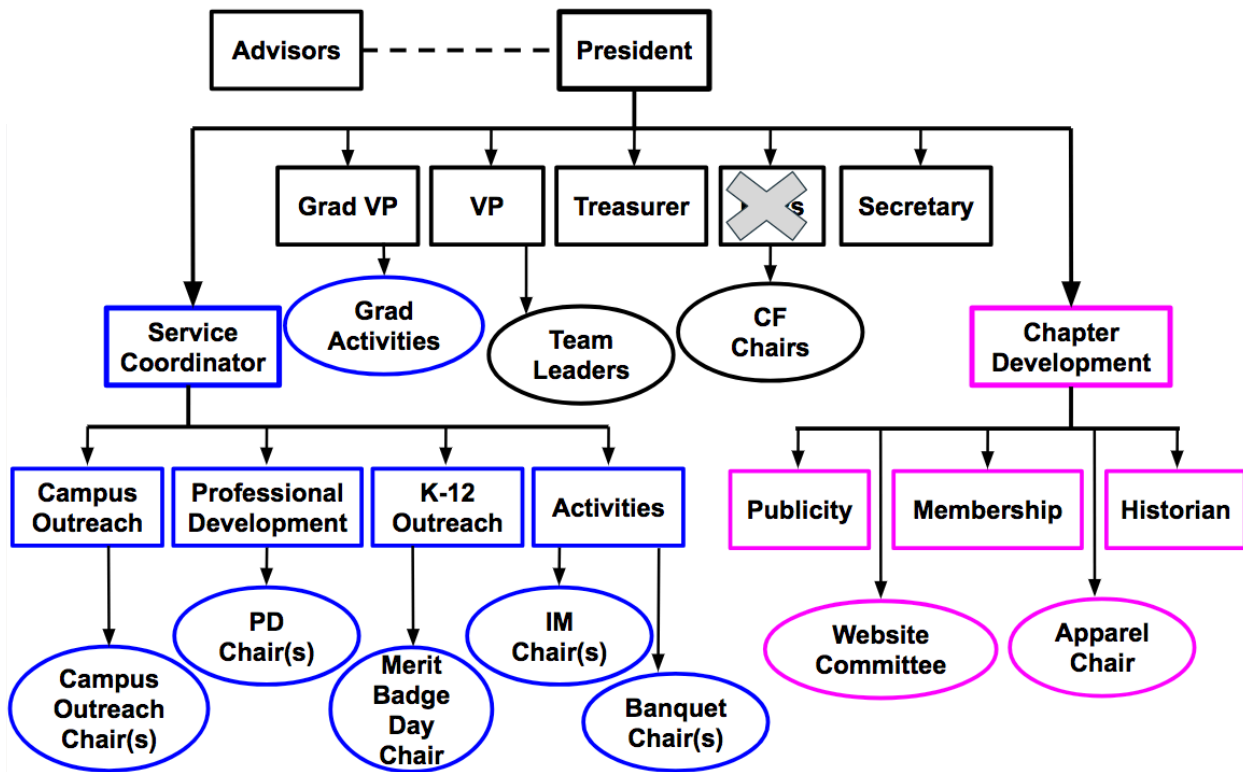 Advisors
President
Grad VP
VP
Treasurer
Secretary
Grad
Activities
Team
Leaders
CF
Chairs
Service
Coordinator
Chapter
Development
Campus
Outreach
Professional
Development
K-12
Outreach
Activities
Publicity
Membership
Historian
PD
Chair(s)
IM
Chair(s)
Website
Committee
Apparel
Chair
Campus
Outreach
Chair(s)
Merit
Badge
Day
Chair
Banquet
Chair(s)